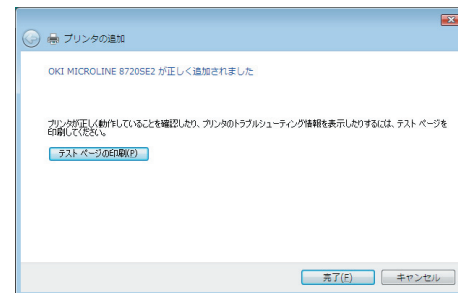 プリンタの追加
OKI MICROLINE 8720SE2 が正しく追加されました
プリンタが正しく動作していることを確認したり、プリンタのトラブルシューティング情報を表示したりするには、テスト ページを
印刷してください。
テスト ページの印刷(P)
完了(F)
キャンセル